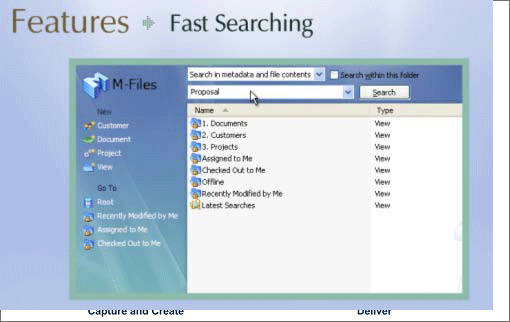 Features Fast Searching
M-Files
Search in metadata and file contents
Search within this folder
Proposal
Search
New
Customer
Document
Project
View
Go To
Root
Recently Modified by Me
Assigned to Me
Checked Out to Me
Name Type
1. Documents View
2. Customers View
3. Projects View
Assigned to Me View
Checked Out to Me View
Offline View
Recently Modified by Me View
Latest Searches View
Capture and Create Deliver